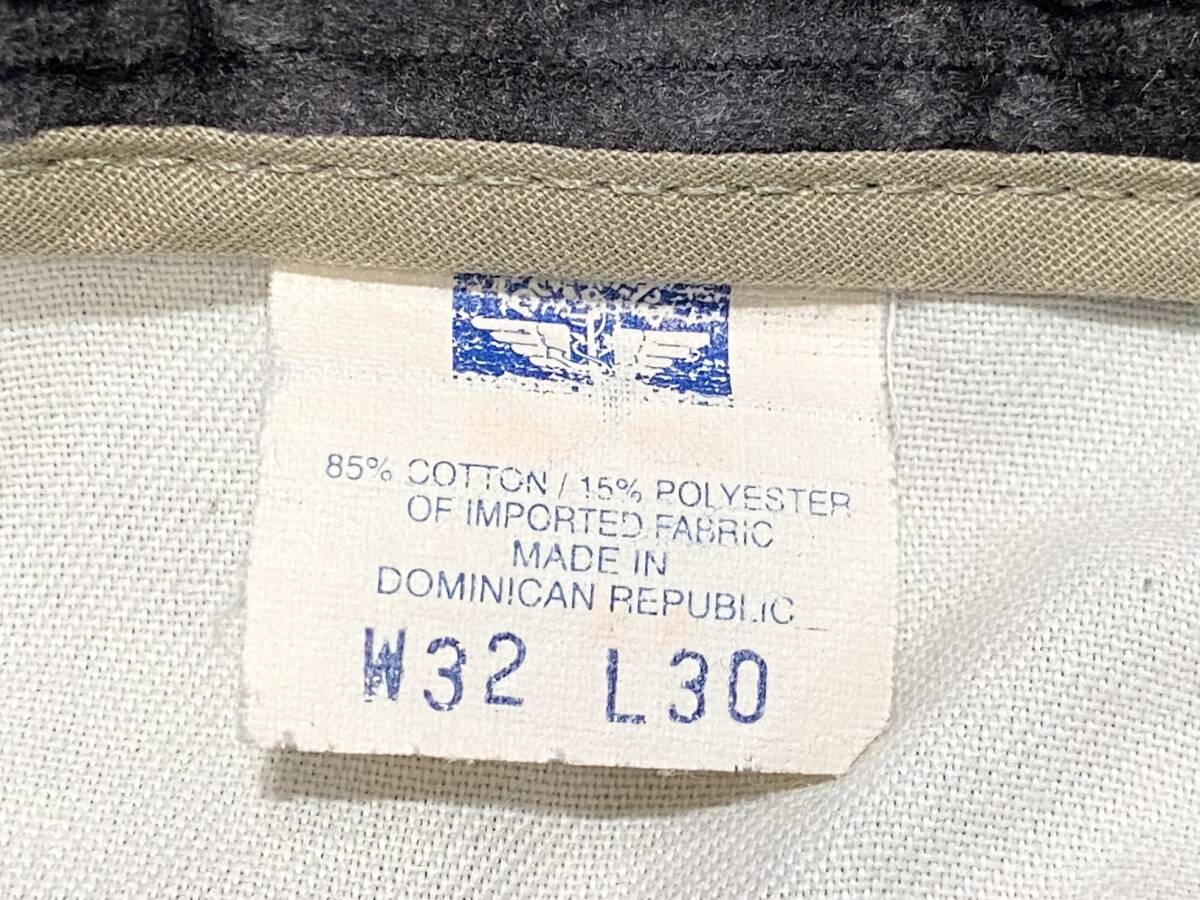 85% COTTON / 15% POLYESTER
OF IMPORTED FABRIC
MADE IN
DOMINICAN REPUBLIC
W32 L30